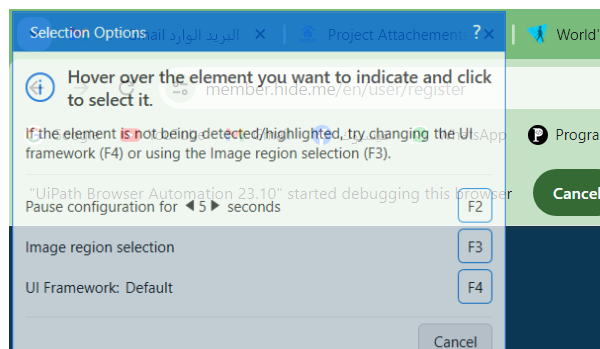 Selection Options ?
Gmail البريد الوارد × Project Attachements × World'
Hover over the element you want to indicate and click
to select it.
member.hide.me/en/user/register
If the element is not being detected/highlighted, try changing the UI
framework (F4) or using the Image region selection (F3).
Progra
"UiPath Browser Automation 23.10" started debugging this browser
Cancel
Pause configuration for 5 seconds F2
Image region selection F3
UI Framework: Default F4
Cancel